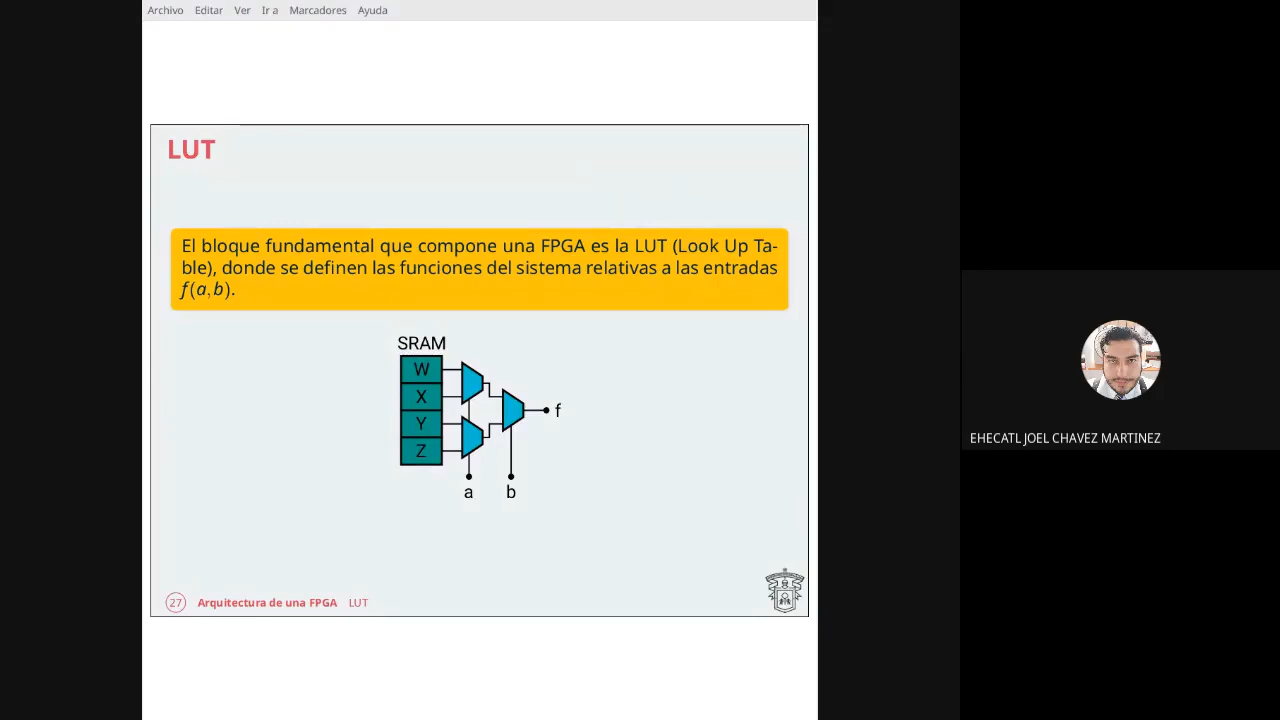 Archivo Editar Ver Ir a Marcadores Ayuda
LUT
El bloque fundamental que compone una FPGA es la LUT (Look Up Ta-
ble), donde se definen las funciones del sistema relativas a las entradas
f(a,b).
SRAM
W
X
Y
Z
f
a b
27 Arquitectura de una FPGA LUT
EHECATL JOEL CHAVEZ MARTINEZ